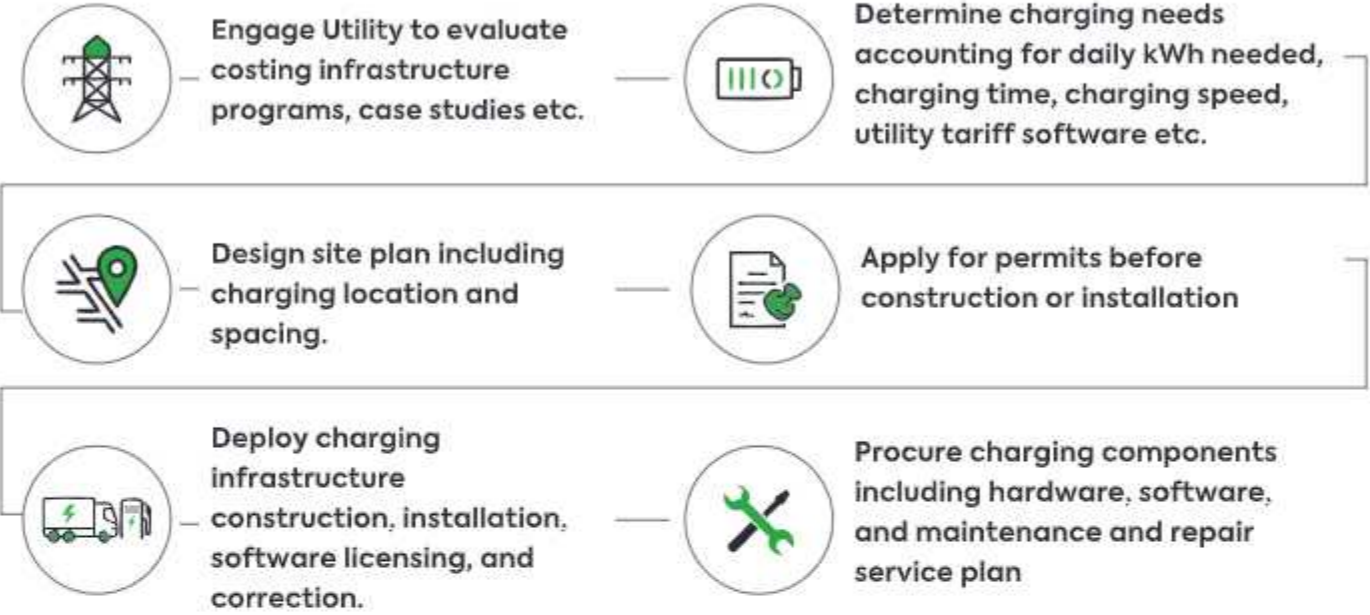 Engage Utility to evaluate
costing infrastructure
programs, case studies etc.
Determine charging needs
accounting for daily kWh needed,
charging time, charging speed,
utility tariff software etc.
Design site plan including
charging location and
spacing.
Apply for permits before
construction or installation
Deploy charging
infrastructure
construction, installation,
software licensing, and
correction.
Procure charging components
including hardware, software,
and maintenance and repair
service plan